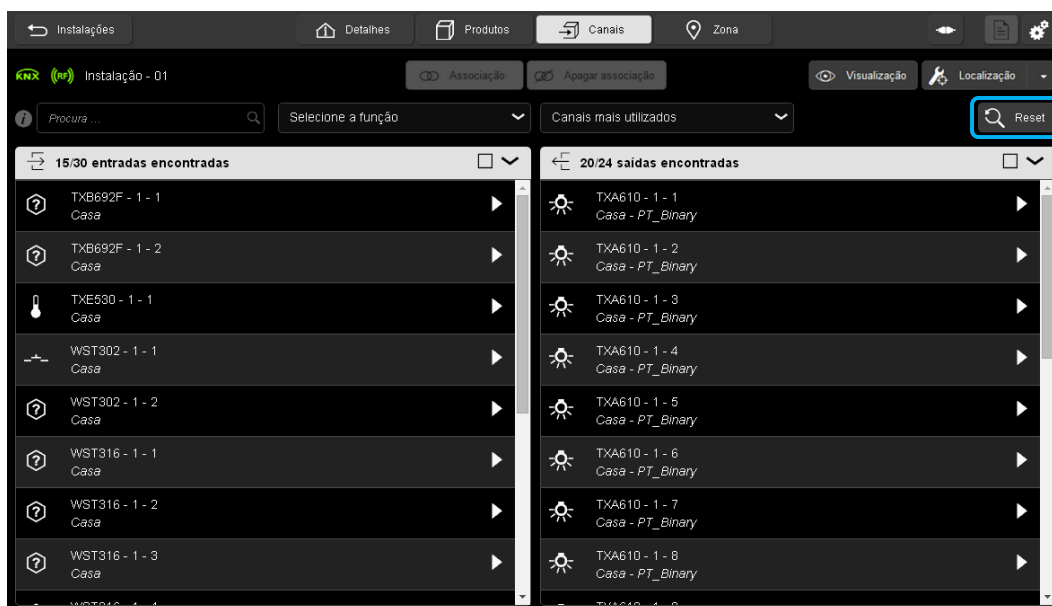 Instalações
Detalhes
Produtos
Canais
Zona
KNX
RF
Instalação - 01
Associação
Apagar associação
Visualização
Localização
Procura ...
Selecione a função
Canais mais utilizados
Reset
15/30 entradas encontradas
TXB692F - 1 - 1
Casa
TXB692F - 1 - 2
Casa
TXE530 - 1 - 1
Casa
WST302 - 1 - 1
Casa
WST302 - 1 - 2
Casa
WST316 - 1 - 1
Casa
WST316 - 1 - 2
Casa
WST316 - 1 - 3
Casa
20/24 saídas encontradas
TXA610 - 1 - 1
Casa - PT_Binary
TXA610 - 1 - 2
Casa - PT_Binary
TXA610 - 1 - 3
Casa - PT_Binary
TXA610 - 1 - 4
Casa - PT_Binary
TXA610 - 1 - 5
Casa - PT_Binary
TXA610 - 1 - 6
Casa - PT_Binary
TXA610 - 1 - 7
Casa - PT_Binary
TXA610 - 1 - 8
Casa - PT_Binary